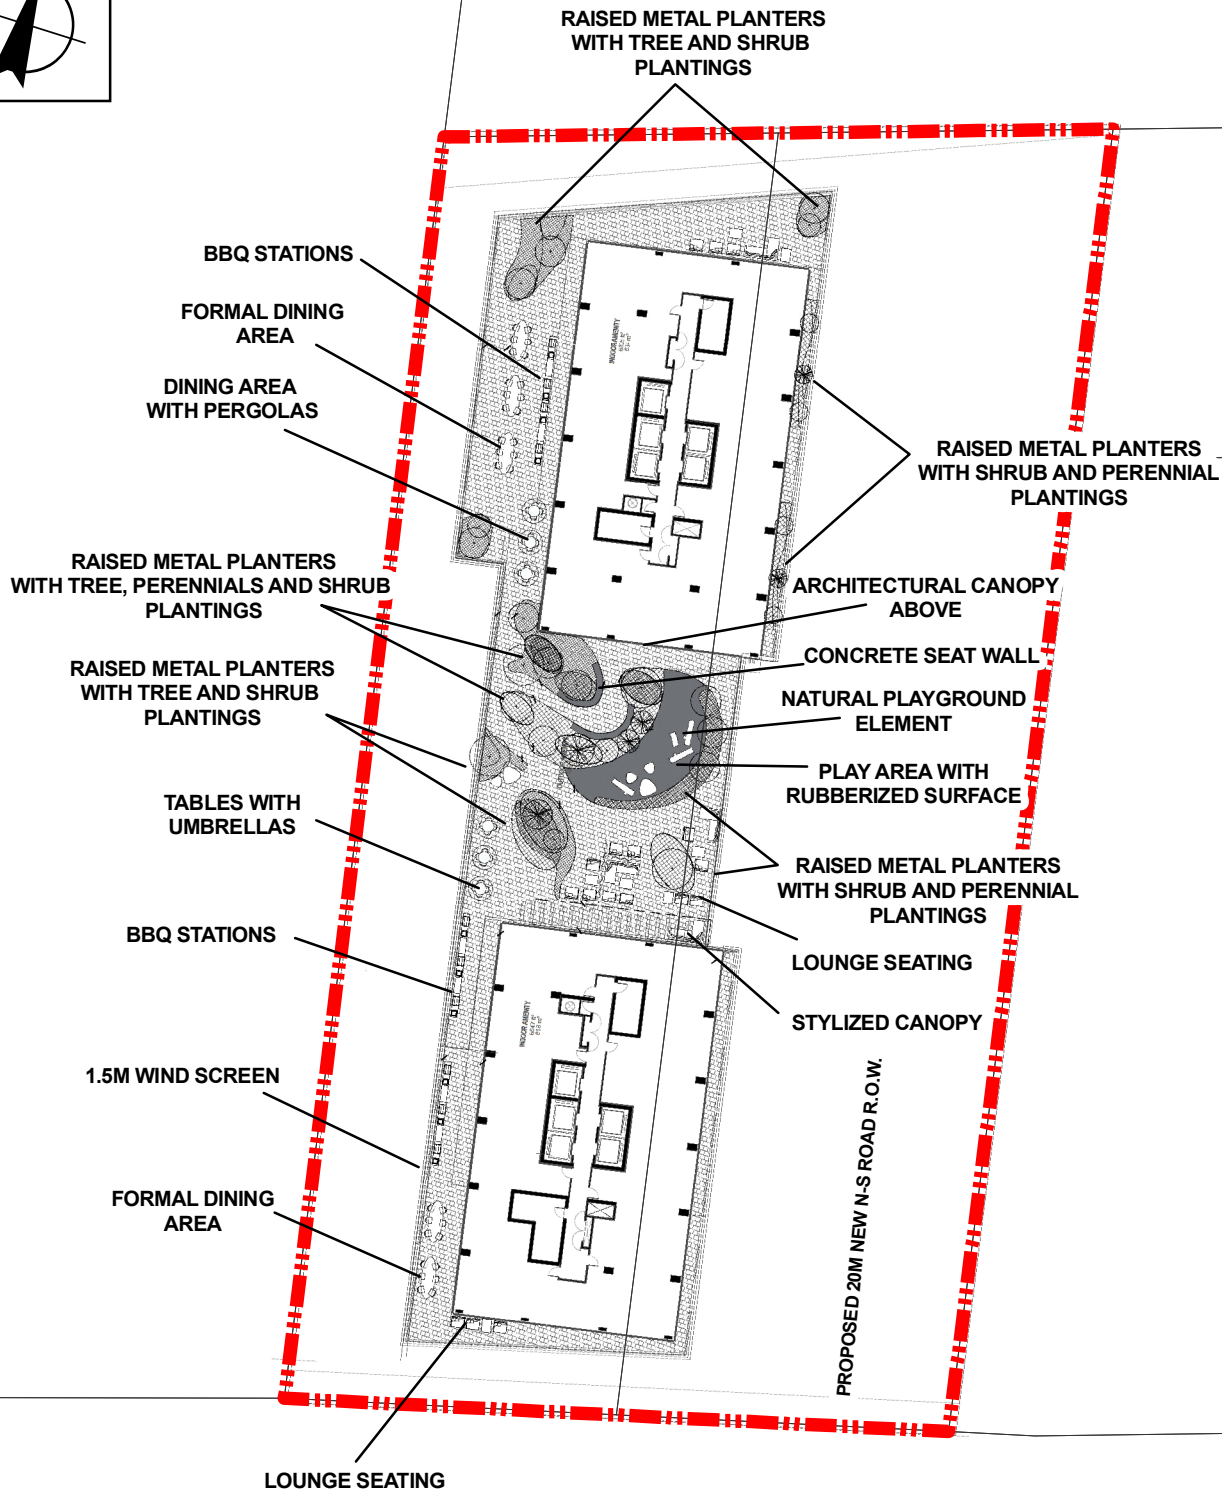 RAISED METAL PLANTERS
WITH TREE AND SHRUB
PLANTINGS
BBQ STATIONS
FORMAL DINING
AREA
DINING AREA
WITH PERGOLAS
INDOOR AMENITY
RAISED METAL PLANTERS
WITH SHRUB AND PERENNIAL
PLANTINGS
RAISED METAL PLANTERS
WITH TREE, PERENNIALS AND SHRUB
PLANTINGS
ARCHITECTURAL CANOPY
ABOVE
CONCRETE SEAT WALL
RAISED METAL PLANTERS
WITH TREE AND SHRUB
PLANTINGS
NATURAL PLAYGROUND
ELEMENT
PLAY AREA WITH
RUBBERIZED SURFACE
TABLES WITH
UMBRELLAS
RAISED METAL PLANTERS
WITH SHRUB AND PERENNIAL
PLANTINGS
BBQ STATIONS
LOUNGE SEATING
STYLIZED CANOPY
INDOOR AMENITY
1.5M WIND SCREEN
PROPOSED 20M NEW N-S ROAD R.O.W.
FORMAL DINING
AREA
LOUNGE SEATING